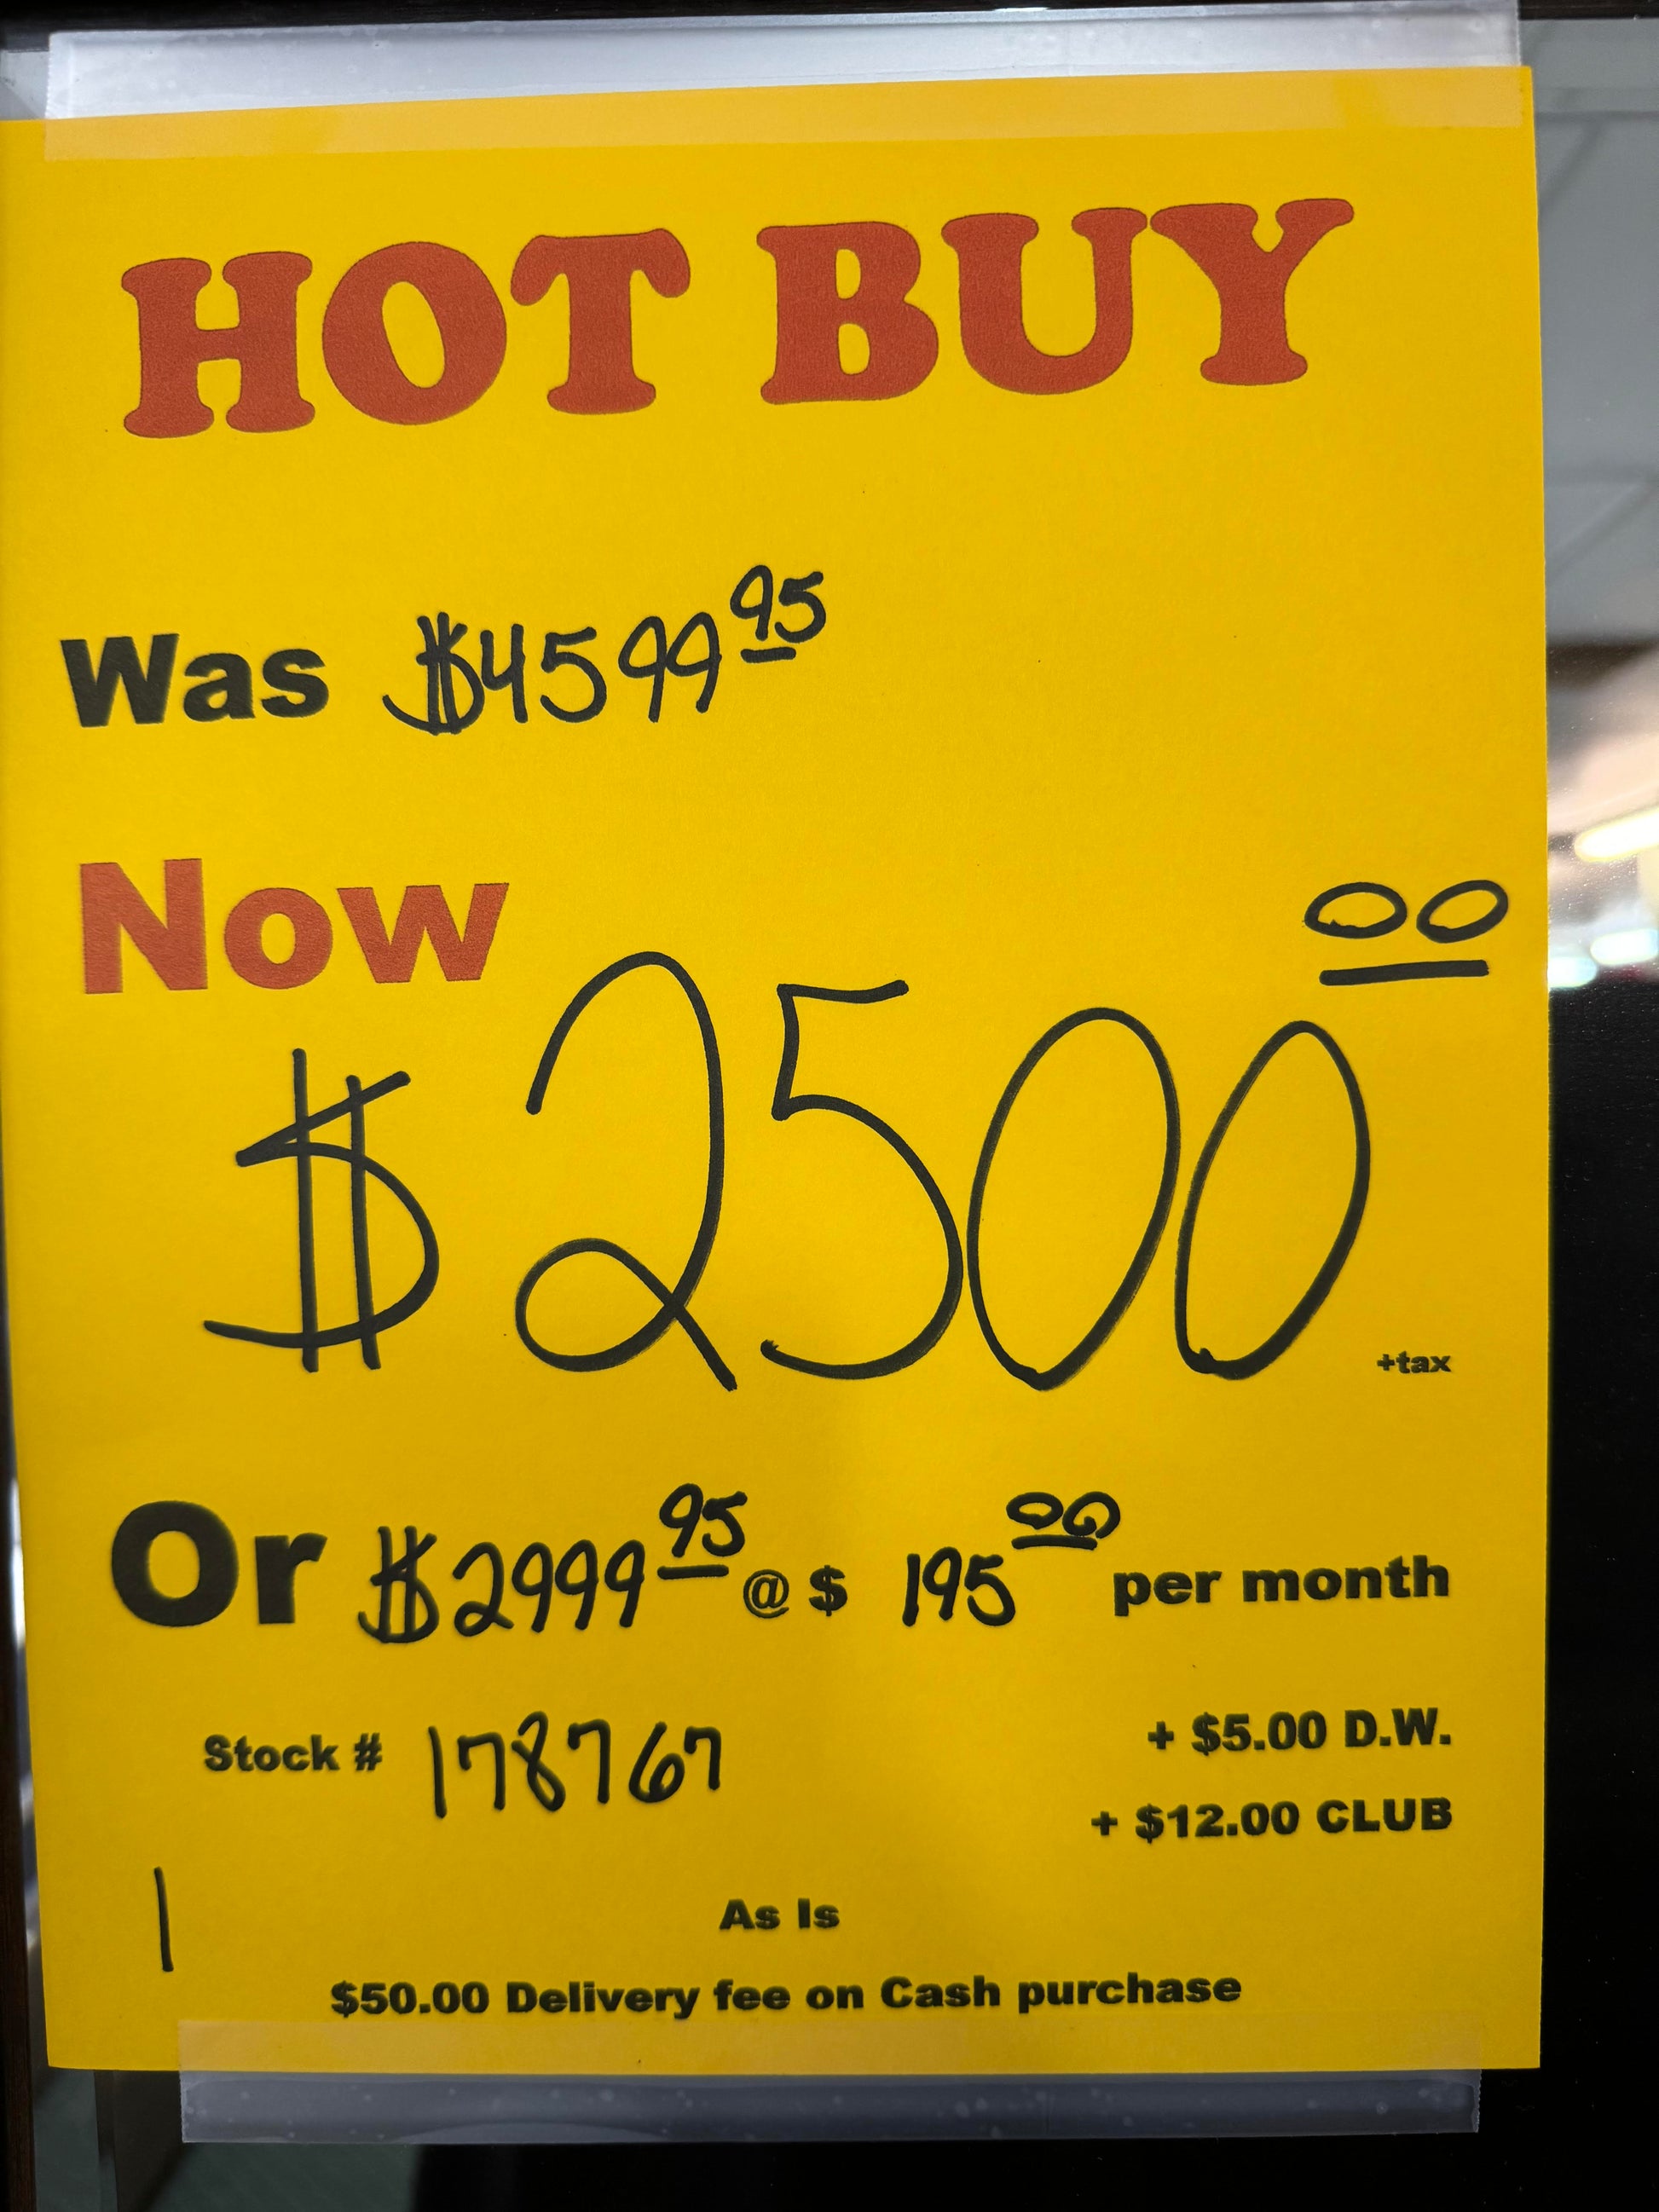 HOT BUY
Was $4599 95
Now
$2500 00
+tax
Or $2999 95 @ $ 195 00 per month
Stock # 178767
+ $5.00 D.W.
+ $12.00 CLUB
1
As Is
$50.00 Delivery fee on Cash purchase